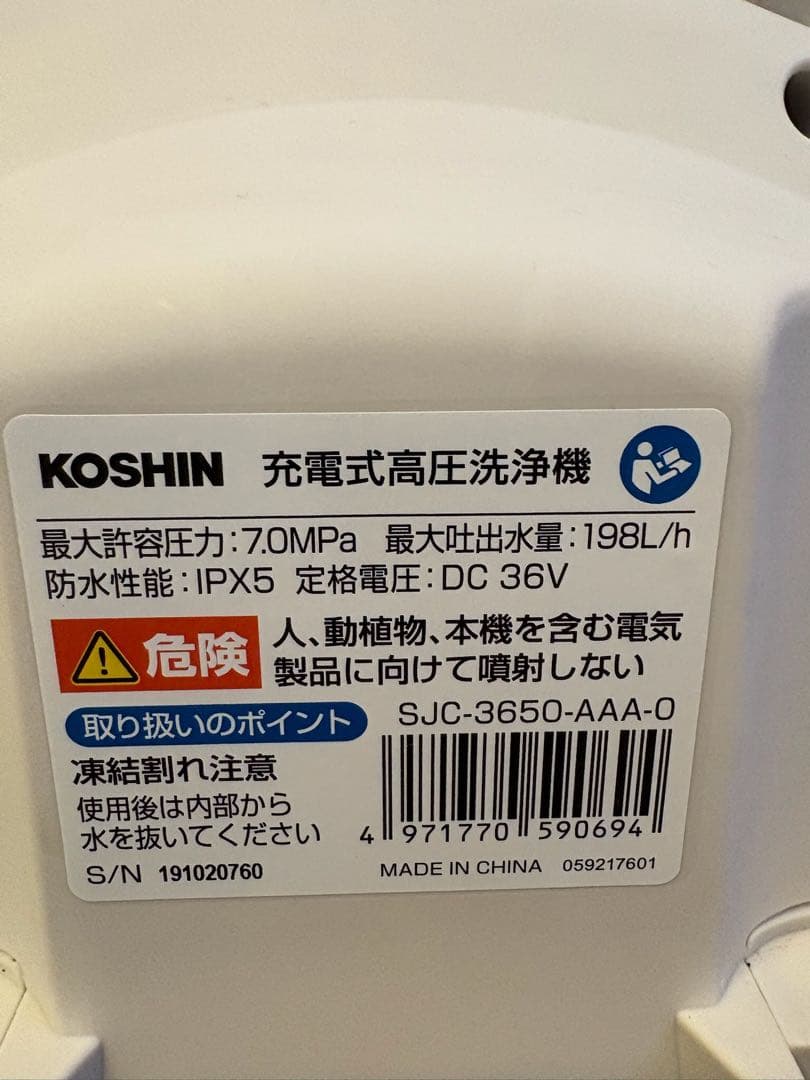 KOSHIN 充電式高圧洗浄機
最大許容圧力:7.0MPa 最大吐出水量:198L/h
防水性能:IPX5 定格電圧:DC 36V
危険 人、動植物、本機を含む電気
製品に向けて噴射しない
取り扱いのポイント SJC-3650-AAA-0
凍結割れ注意
使用後は内部から
水を抜いてください
4 971770 590694
S/N 191020760 MADE IN CHINA 059217601